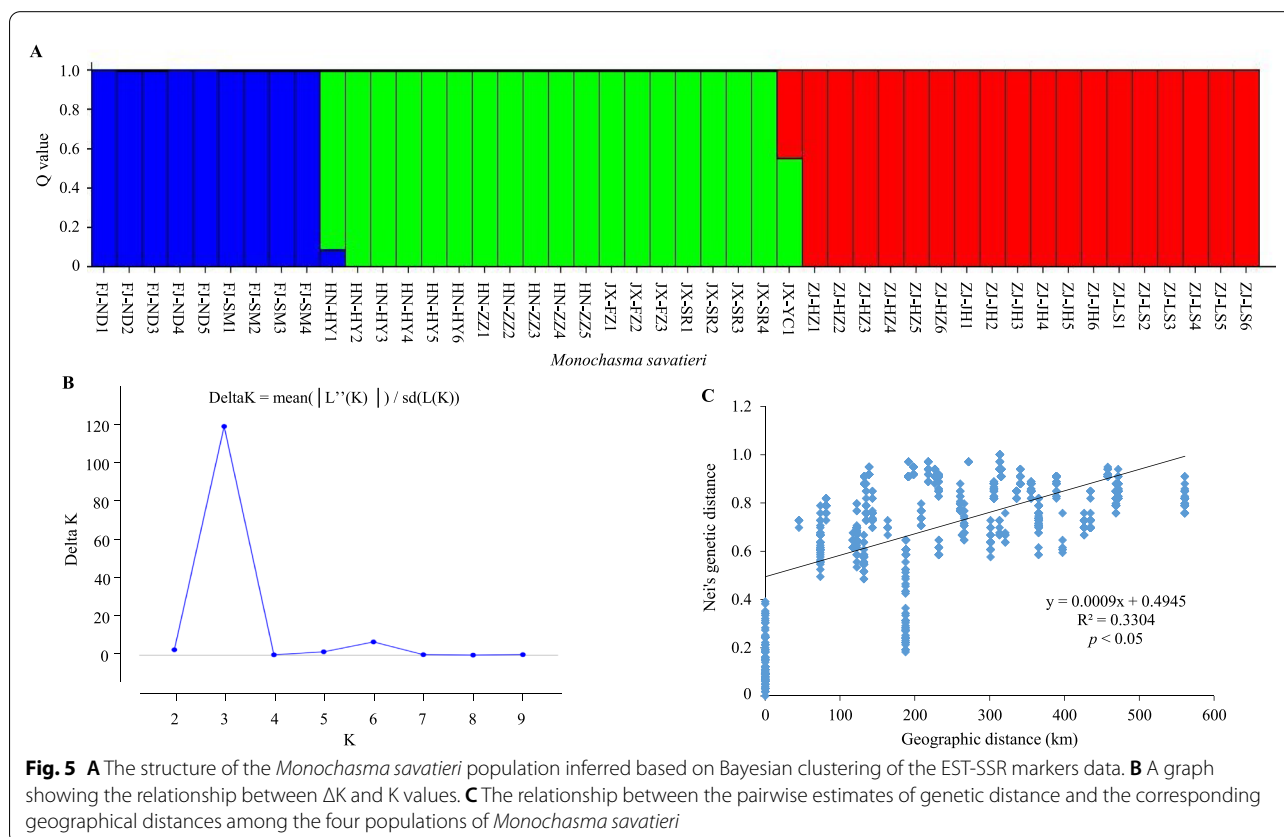 A
1.0
0.8
0.6
0.4
0.2
0
Q value
FJ-ND1
FJ-ND2
FJ-ND3
FJ-ND4
FJ-ND5
FJ-SM1
FJ-SM2
FJ-SM3
FJ-SM4
HN-HY1
HN-HY2
HN-HY3
HN-HY4
HN-HY5
HN-HY6
HN-ZZ1
HN-ZZ2
HN-ZZ3
HN-ZZ4
HN-ZZ5
JX-FZ1
JX-FZ2
JX-FZ3
JX-SR1
JX-SR2
JX-SR3
JX-SR4
JX-YC1
ZJ-HZ1
ZJ-HZ2
ZJ-HZ3
ZJ-HZ4
ZJ-HZ5
ZJ-HZ6
ZJ-JH1
ZJ-JH2
ZJ-JH3
ZJ-JH4
ZJ-JH5
ZJ-JH6
ZJ-LS1
ZJ-LS2
ZJ-LS3
ZJ-LS4
ZJ-LS5
ZJ-LS6
Monochasma savatieri
B
DeltaK = mean(|L’’(K) |) / sd(L(K))
120
100
80
60
40
20
0
Delta K
2 3 4 5 6 7 8 9
K
C
1.2
1.0
0.8
0.6
0.4
0.2
0
Nei's genetic distance
y = 0.0009x + 0.4945
R² = 0.3304
p < 0.05
0 100 200 300 400 500 600
Geographic distance (km)
Fig. 5 A The structure of the Monochasma savatieri population inferred based on Bayesian clustering of the EST-SSR markers data. B A graph
showing the relationship between ΔK and K values. C The relationship between the pairwise estimates of genetic distance and the corresponding
geographical distances among the four populations of Monochasma savatieri